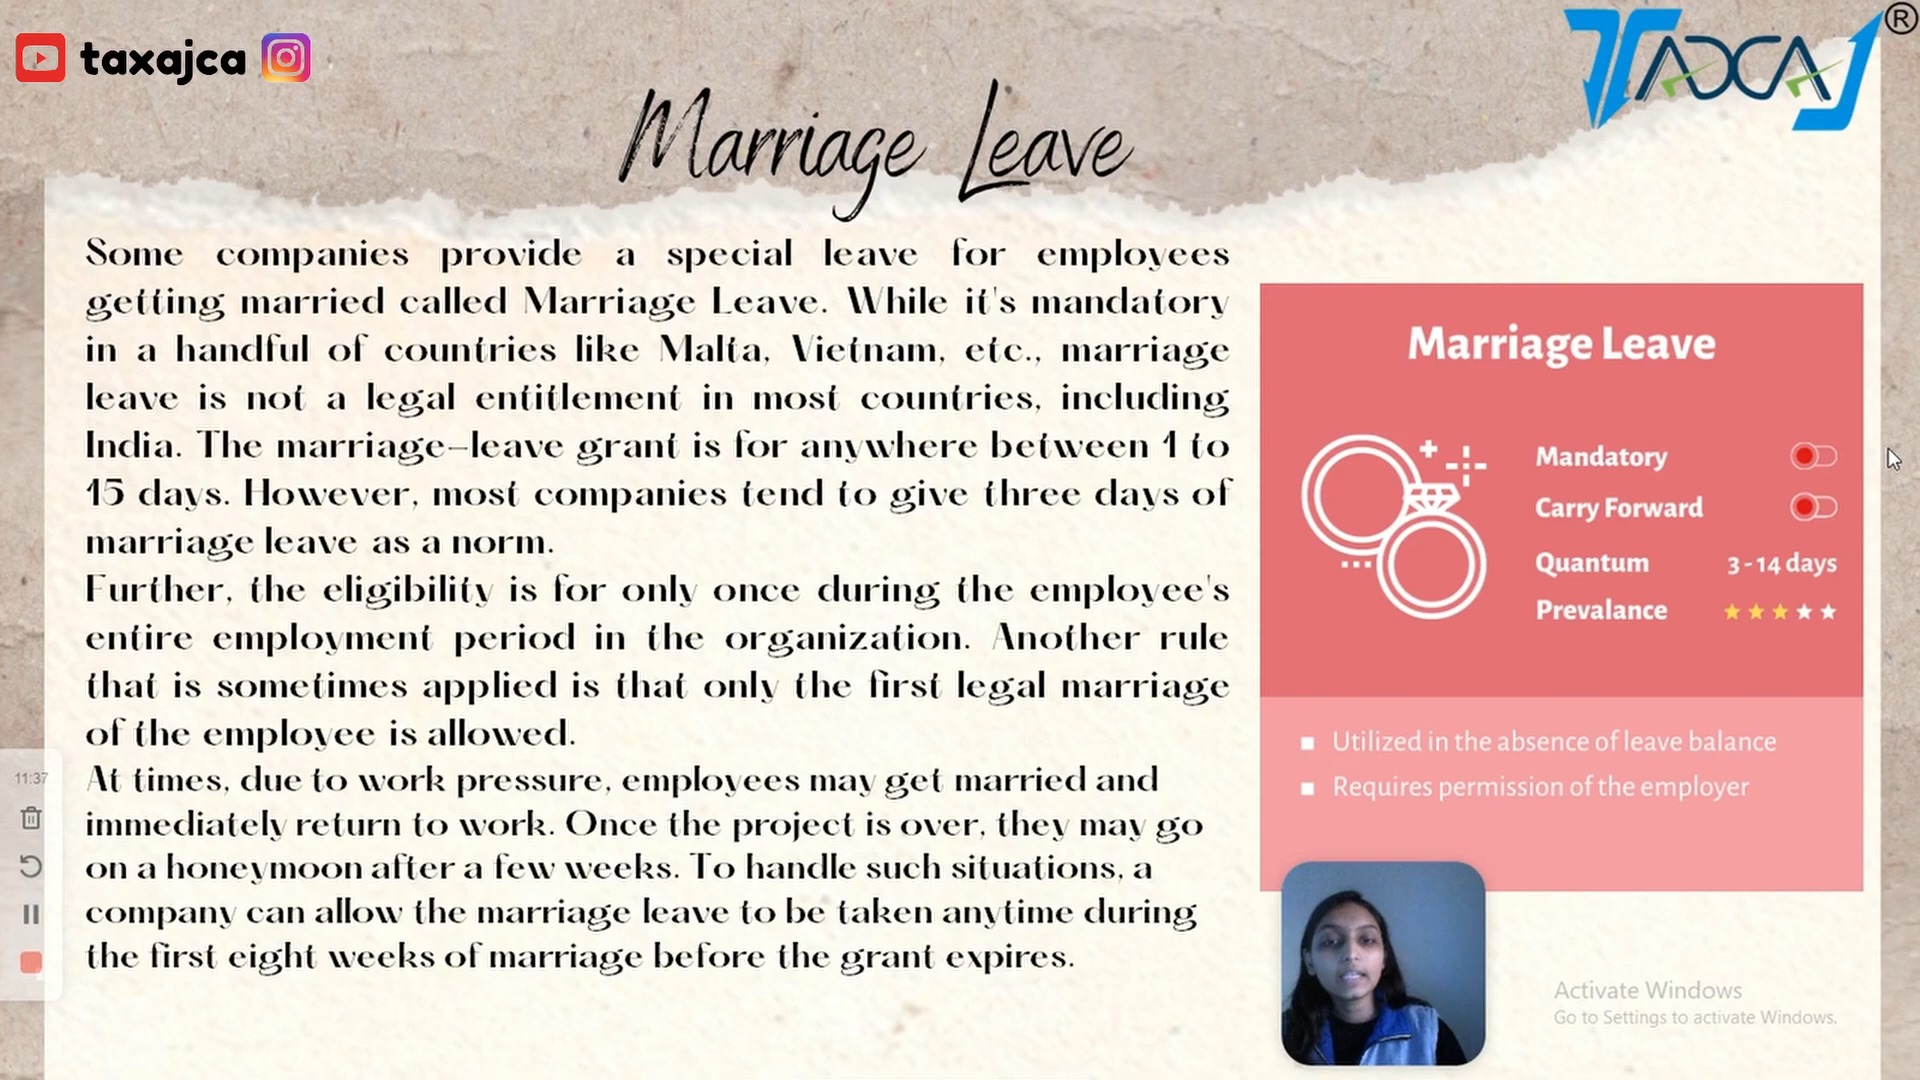 taxajca
TAXAJ
®
Marriage Leave
Some companies provide a special leave for employees
getting married called Marriage Leave. While it's mandatory
in a handful of countries like Malta, Vietnam, etc., marriage
leave is not a legal entitlement in most countries, including
India. The marriage-leave grant is for anywhere between 1 to
15 days. However, most companies tend to give three days of
marriage leave as a norm.
Further, the eligibility is for only once during the employee's
entire employment period in the organization. Another rule
that is sometimes applied is that only the first legal marriage
of the employee is allowed.
At times, due to work pressure, employees may get married and
immediately return to work. Once the project is over, they may go
on a honeymoon after a few weeks. To handle such situations, a
company can allow the marriage leave to be taken anytime during
the first eight weeks of marriage before the grant expires.
Marriage Leave
Mandatory
Carry Forward
Quantum 3 - 14 days
Prevalance
Utilized in the absence of leave balance
Requires permission of the employer
11:37
Activate Windows
Go to Settings to activate Windows.